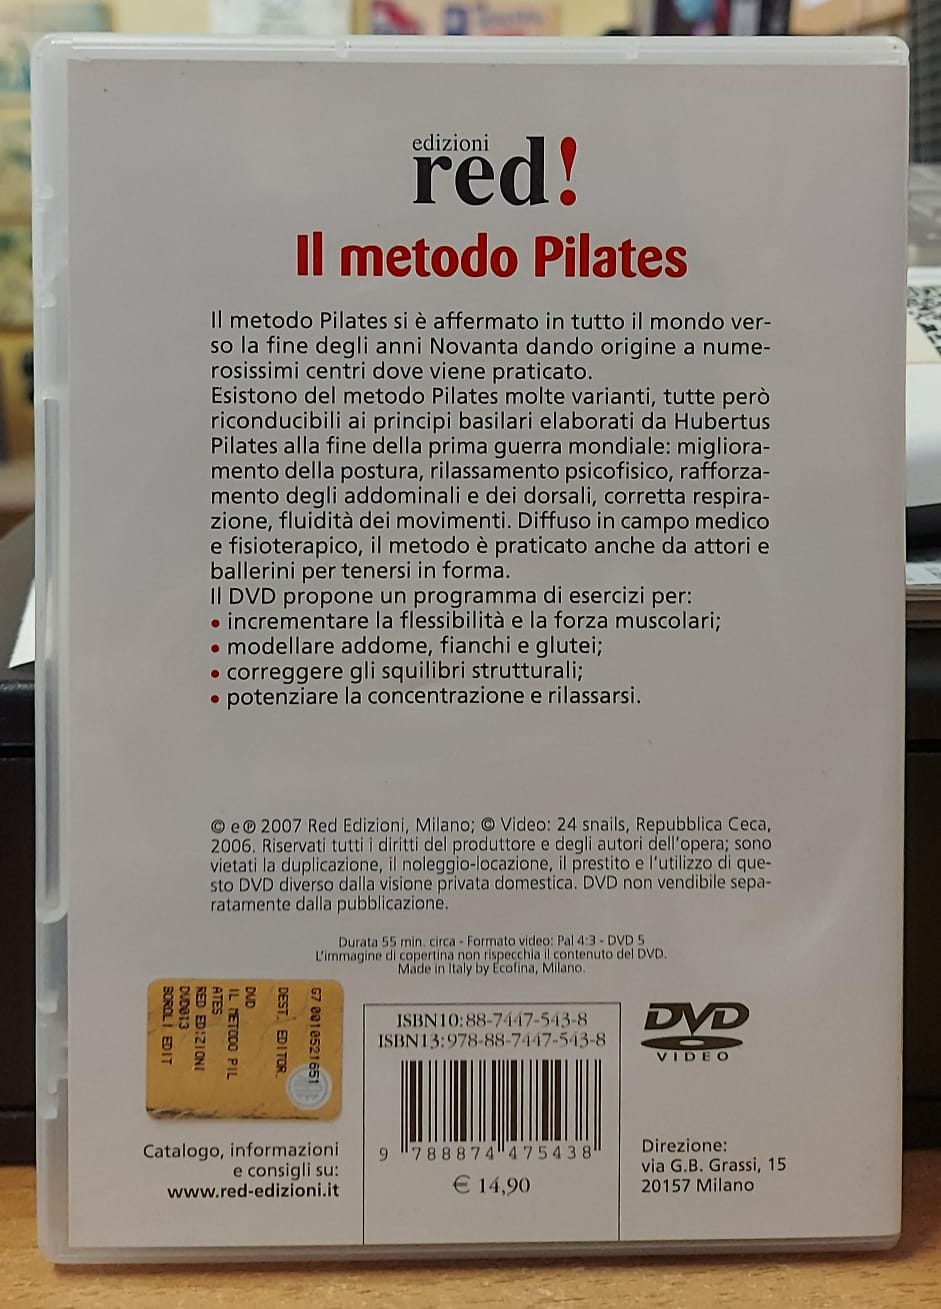 edizioni
red!
Il metodo Pilates
Il metodo Pilates si è affermato in tutto il mondo ver-
so la fine degli anni Novanta dando origine a nume-
rosissimi centri dove viene praticato.
Esistono del metodo Pilates molte varianti, tutte però
riconducibili ai principi basilari elaborati da Hubertus
Pilates alla fine della prima guerra mondiale: migliora-
mento della postura, rilassamento psicofisico, rafforza-
mento degli addominali e dei dorsali, corretta respira-
zione, fluidità dei movimenti. Diffuso in campo medico
e fisioterapico, il metodo è praticato anche da attori e
ballerini per tenersi in forma.
Il DVD propone un programma di esercizi per:
• incrementare la flessibilità e la forza muscolari;
• modellare addome, fianchi e glutei;
• correggere gli squilibri strutturali;
• potenziare la concentrazione e rilassarsi.
© e ℗ 2007 Red Edizioni, Milano; © Video: 24 snails, Repubblica Ceca,
2006. Riservati tutti i diritti del produttore e degli autori dell'opera; sono
vietati la duplicazione, il noleggio-locazione, il prestito e l'utilizzo di que-
sto DVD diverso dalla visione privata domestica. DVD non vendibile sepa-
ratamente dalla pubblicazione.
Durata 55 min. circa - Formato video: Pal 4:3 - DVD 5
L'immagine di copertina non rispecchia il contenuto del DVD.
Made in Italy by Ecofina, Milano.
G7 0010521651
DEST. EDITOR.
DVD
IL METODO PIL
ATES
RED EDIZIONI
DVD013
BOROLI EDIT
Catalogo, informazioni
e consigli su:
www.red-edizioni.it
ISBN10:88-7447-543-8
ISBN13:978-88-7447-543-8
9 788874 475438
€ 14,90
DVD
VIDEO
Direzione:
via G.B. Grassi, 15
20157 Milano